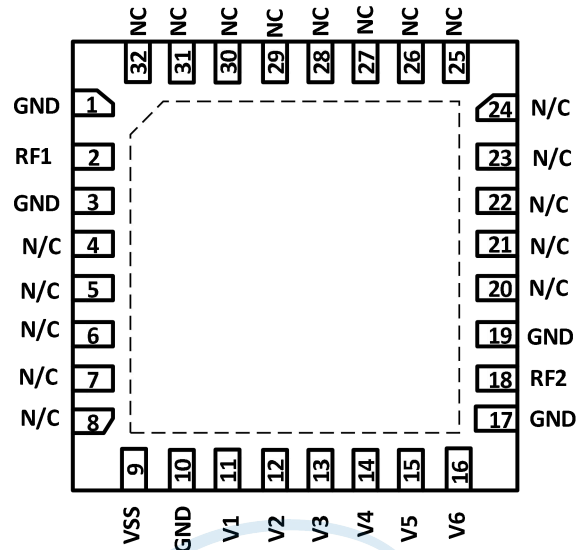 NC NC NC NC NC NC NC NC
32 31 30 29 28 27 26 25
GND 1 24 N/C
RF1 2 23 N/C
GND 3 22 N/C
N/C 4 21 N/C
N/C 5 20 N/C
N/C 6 19 GND
N/C 7 18 RF2
N/C 8 17 GND
9 10 11 12 13 14 15 16
VSS GND V1 V2 V3 V4 V5 V6